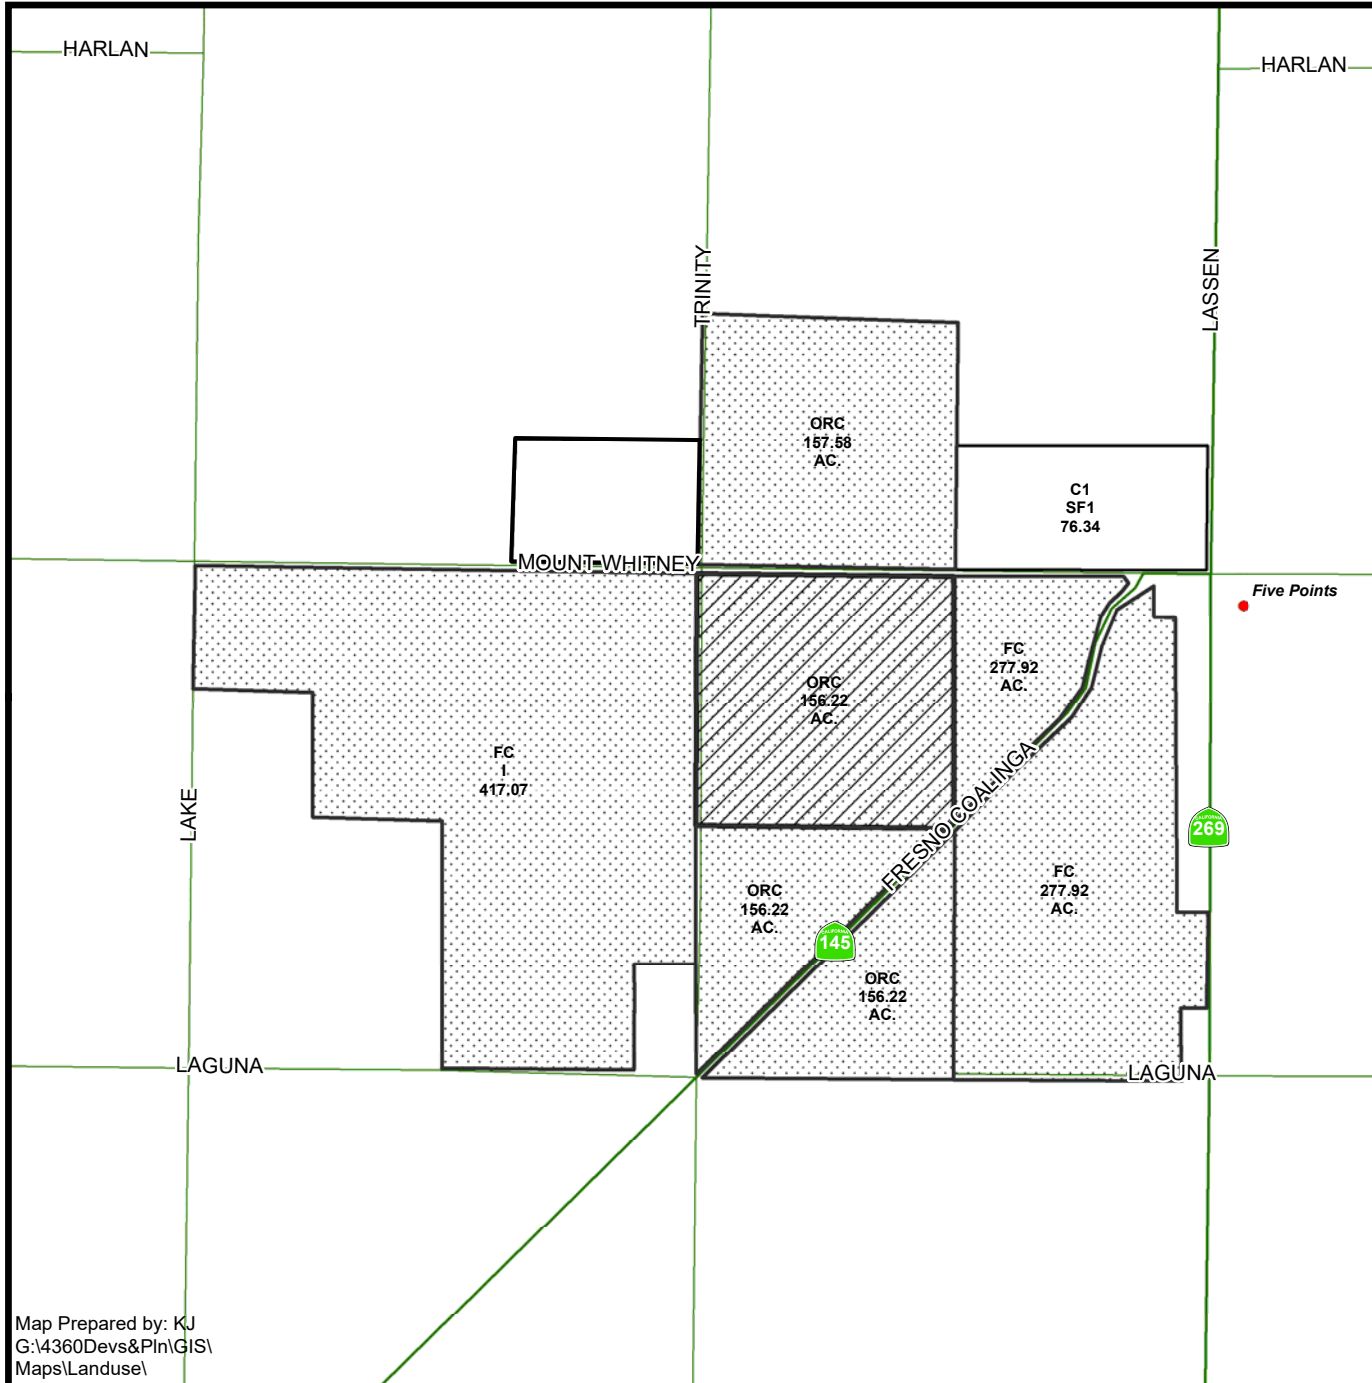 HARLAN
HARLAN
TRINITY
LASSEN
ORC
157.58
AC.
C1
SF1
76.34
MOUNT WHITNEY
Five Points
FC
277.92
AC.
ORC
156.22
AC.
FC
I
417.07
LAKE
FRESNO COALINGA
CALIFORNIA
269
FC
277.92
AC.
ORC
156.22
AC.
CALIFORNIA
145
ORC
156.22
AC.
LAGUNA
LAGUNA
Map Prepared by: KJ
G:\4360Devs&Pln\GIS\
Maps\Landuse\